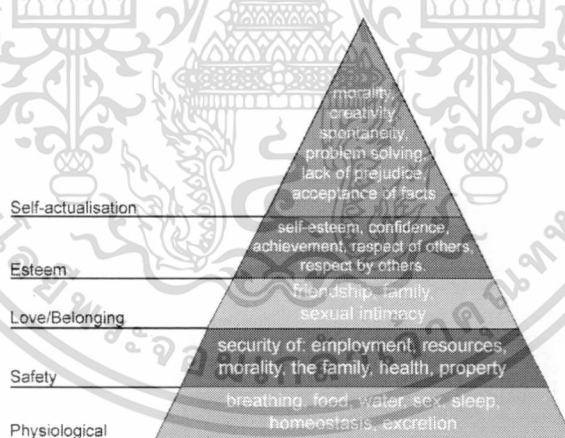 morality,
creativity,
spontaneity,
problem solving,
lack of prejudice,
acceptance of facts
Self-actualisation
self-esteem, confidence,
achievement, respect of others,
respect by others.
Esteem
friendship, family,
sexual intimacy
Love/Belonging
security of: employment, resources,
morality, the family, health, property
Safety
breathing, food, water, sex, sleep,
homeostasis, excretion
Physiological